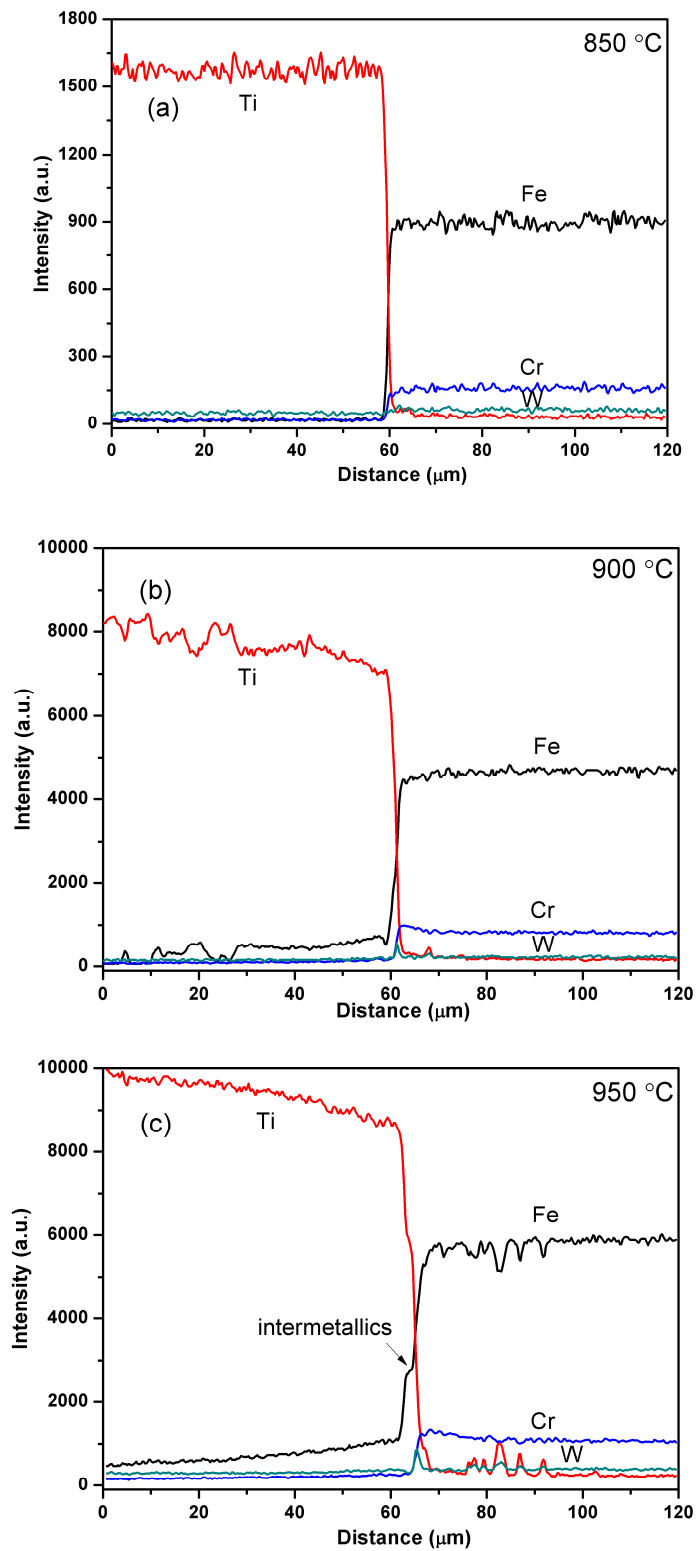 1800
850 °C
1500
(a)
Ti
1200
Intensity (a.u.)
Fe
900
600
300
Cr
W
0
0 20 40 60 80 100 120
Distance (μm)
10000
900 °C
(b)
8000
Ti
6000
Intensity (a.u.)
Fe
4000
2000
Cr
W
0
0 20 40 60 80 100 120
Distance (μm)
10000
950 °C
(c)
Ti
8000
Fe
6000
Intensity (a.u.)
4000
intermetallics
2000
Cr
W
0
0 20 40 60 80 100 120
Distance (μm)